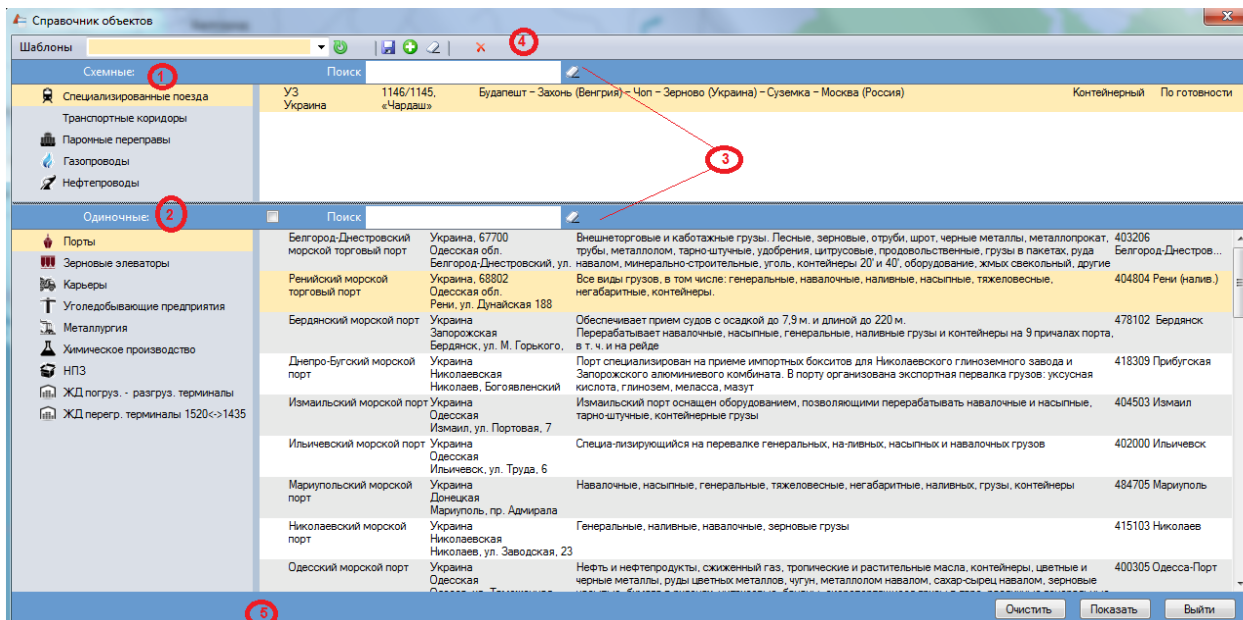 Справочник объектов
Шаблоны
4
Схемные:
1
Поиск
Специализированные поезда
Транспортные коридоры
Паромные переправы
Газопроводы
Нефтепроводы
УЗ 1146/1145, Будапешт – Захонь (Венгрия) – Чоп – Зерново (Украина) – Суземка – Москва (Россия) Контейнерный По готовности
Украина «Чардаш»
3
Одиночные:
2
Поиск
Порты
Зерновые элеваторы
Карьеры
Угледобывающие предприятия
Металлургия
Химическое производство
НПЗ
ЖД погруз. - разгруз. терминалы
ЖД перегр. терминалы 1520<->1435
Белгород-Днестровский Украина, 67700 Внешнеторговые и каботажные грузы. Лесные, зерновые, отруби, шрот, черные металлы, металлопрокат, 403206
морской торговый порт Одесская обл. трубы, металлолом, тарно-штучные, удобрения, цитрусовые, продовольственные, грузы в пакетах, руда Белгород-Днестров...
Белгород-Днестровский, ул. навалом, минерально-строительные, уголь, контейнеры 20' и 40', оборудование, жмых свекольный, другие
Ренийский морской Украина, 68802 Все виды грузов, в том числе: генеральные, навалочные, наливные, насыпные, тяжеловесные, 404804 Рени (налив.)
торговый порт Одесская обл. негабаритные, контейнеры.
Рени, ул. Дунайская 188
Бердянский морской порт Украина Обеспечивает прием судов с осадкой до 7,9 м. и длиной до 220 м. 478102 Бердянск
Запорожская Перерабатывает навалочные, насыпные, генеральные, наливные грузы и контейнеры на 9 причалах порта,
Бердянск, ул. М. Горького, в т. ч. и на рейде
Днепро-Бугский морской Украина Порт специализирован на приеме импортных бокситов для Николаевского глиноземного завода и 418309 Прибугская
порт Николаевская Запорожского алюминиевого комбината. В порту организована экспортная первалка грузов: уксусная
Николаев, Богоявленский кислота, глинозем, меласса, мазут
Измаильский морской порт Украина Измаильский порт оснащен оборудованием, позволяющими перерабатывать навалочные и насыпные, 404503 Измаил
Одесская тарно-штучные, контейнерные грузы
Измаил, ул. Портовая, 7
Ильичевский морской порт Украина Специа-лизирующийся на перевалке генеральных, на-ливных, насыпных и навалочных грузов 402000 Ильичевск
Одесская
Ильичевск, ул. Труда, 6
Мариупольский морской Украина Навалочные, насыпные, генеральные, тяжеловесные, негабаритные, наливных, грузы, контейнеры 484705 Мариуполь
порт Донецкая
Мариуполь, пр. Адмирала
Николаевский морской Украина Генеральные, наливные, навалочные, зерновые грузы 415103 Николаев
порт Николаевская
Николаев, ул. Заводская, 23
Одесский морской порт Украина Нефть и нефтепродукты, сжиженный газ, тропические и растительные масла, контейнеры, цветные и 400305 Одесса-Порт
Одесская черные металлы, руды цветных металлов, чугун, металлолом навалом, сахар-сырец навалом, зерновые
5
Очистить Показать Выйти